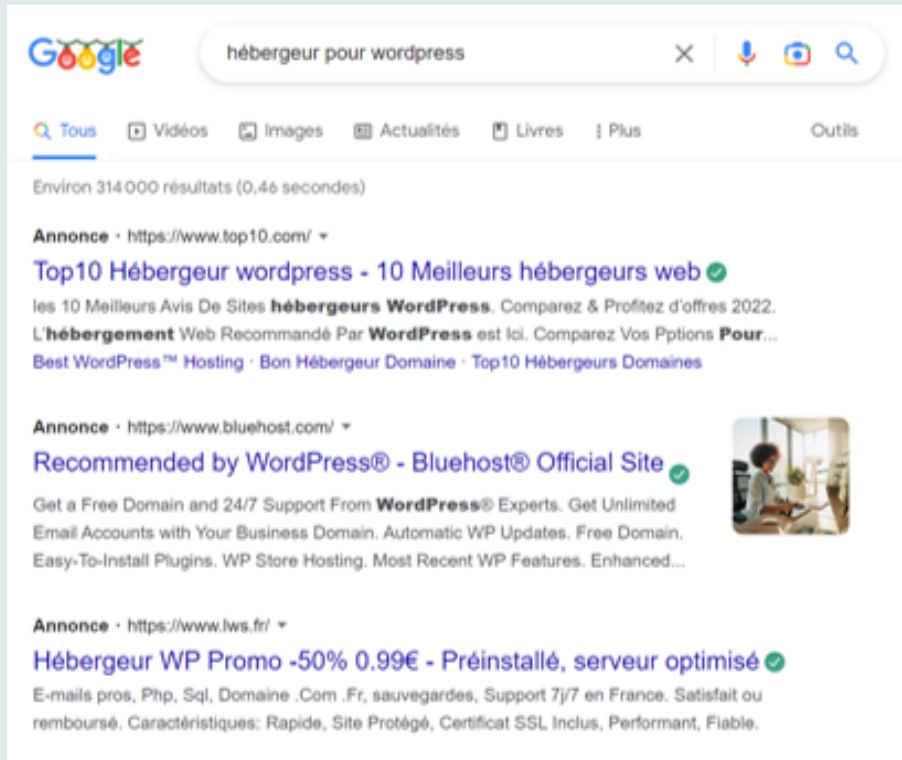 Google
hébergeur pour wordpress
Tous Vidéos Images Actualités Livres Plus Outils
Environ 314 000 résultats (0,46 secondes)
Annonce · https://www.top10.com/
Top10 Hébergeur wordpress - 10 Meilleurs hébergeurs web
les 10 Meilleurs Avis De Sites hébergeurs WordPress. Comparez & Profitez d'offres 2022.
L'hébergement Web Recommandé Par WordPress est Ici. Comparez Vos Pptions Pour...
Best WordPress™ Hosting · Bon Hébergeur Domaine · Top10 Hébergeurs Domaines
Annonce · https://www.bluehost.com/
Recommended by WordPress® - Bluehost® Official Site
Get a Free Domain and 24/7 Support From WordPress® Experts. Get Unlimited
Email Accounts with Your Business Domain. Automatic WP Updates. Free Domain.
Easy-To-Install Plugins. WP Store Hosting. Most Recent WP Features. Enhanced...
Annonce · https://www.lws.fr/
Hébergeur WP Promo -50% 0.99€ - Préinstallé, serveur optimisé
E-mails pros, Php, Sql, Domaine .Com .Fr, sauvegardes, Support 7j/7 en France. Satisfait ou
remboursé. Caractéristiques: Rapide, Site Protégé, Certificat SSL Inclus, Performant, Fiable.